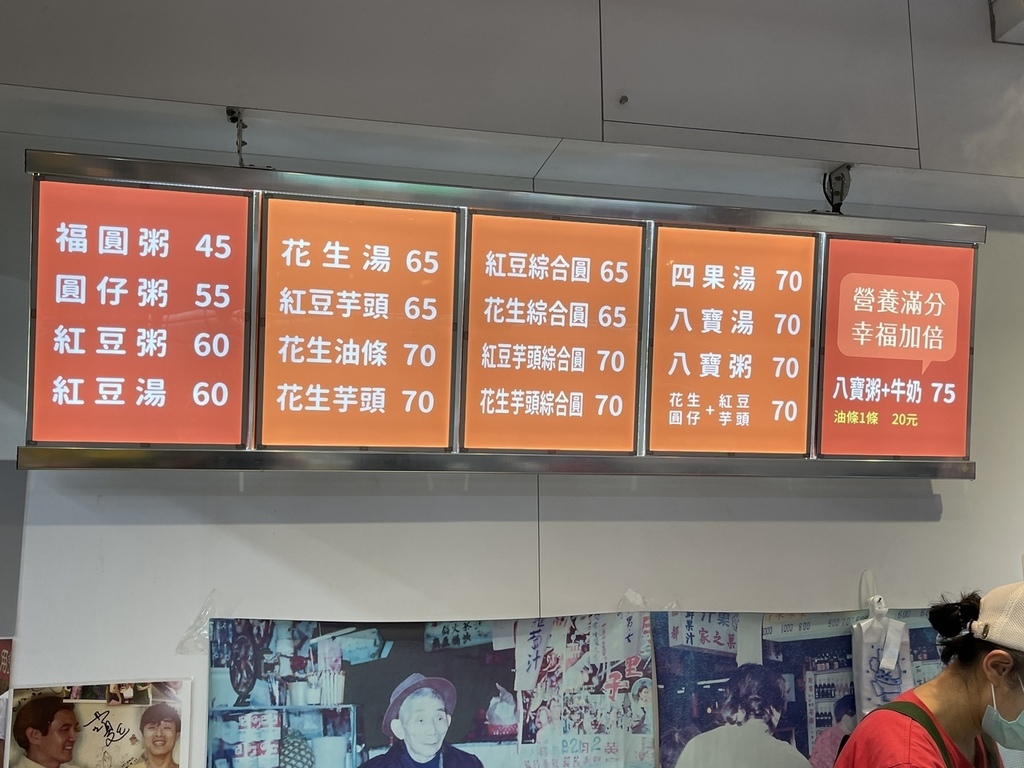 福圓粥 45
圓仔粥 55
紅豆粥 60
紅豆湯 60
花生湯 65
紅豆芋頭 65
花生油條 70
花生芋頭 70
紅豆綜合圓 65
花生綜合圓 65
紅豆芋頭綜合圓 70
花生芋頭綜合圓 70
四果湯 70
八寶湯 70
八寶粥 70
花生圓仔+紅豆芋頭 70
營養滿分
幸福加倍
八寶粥+牛奶 75
油條1條 20元
家之果